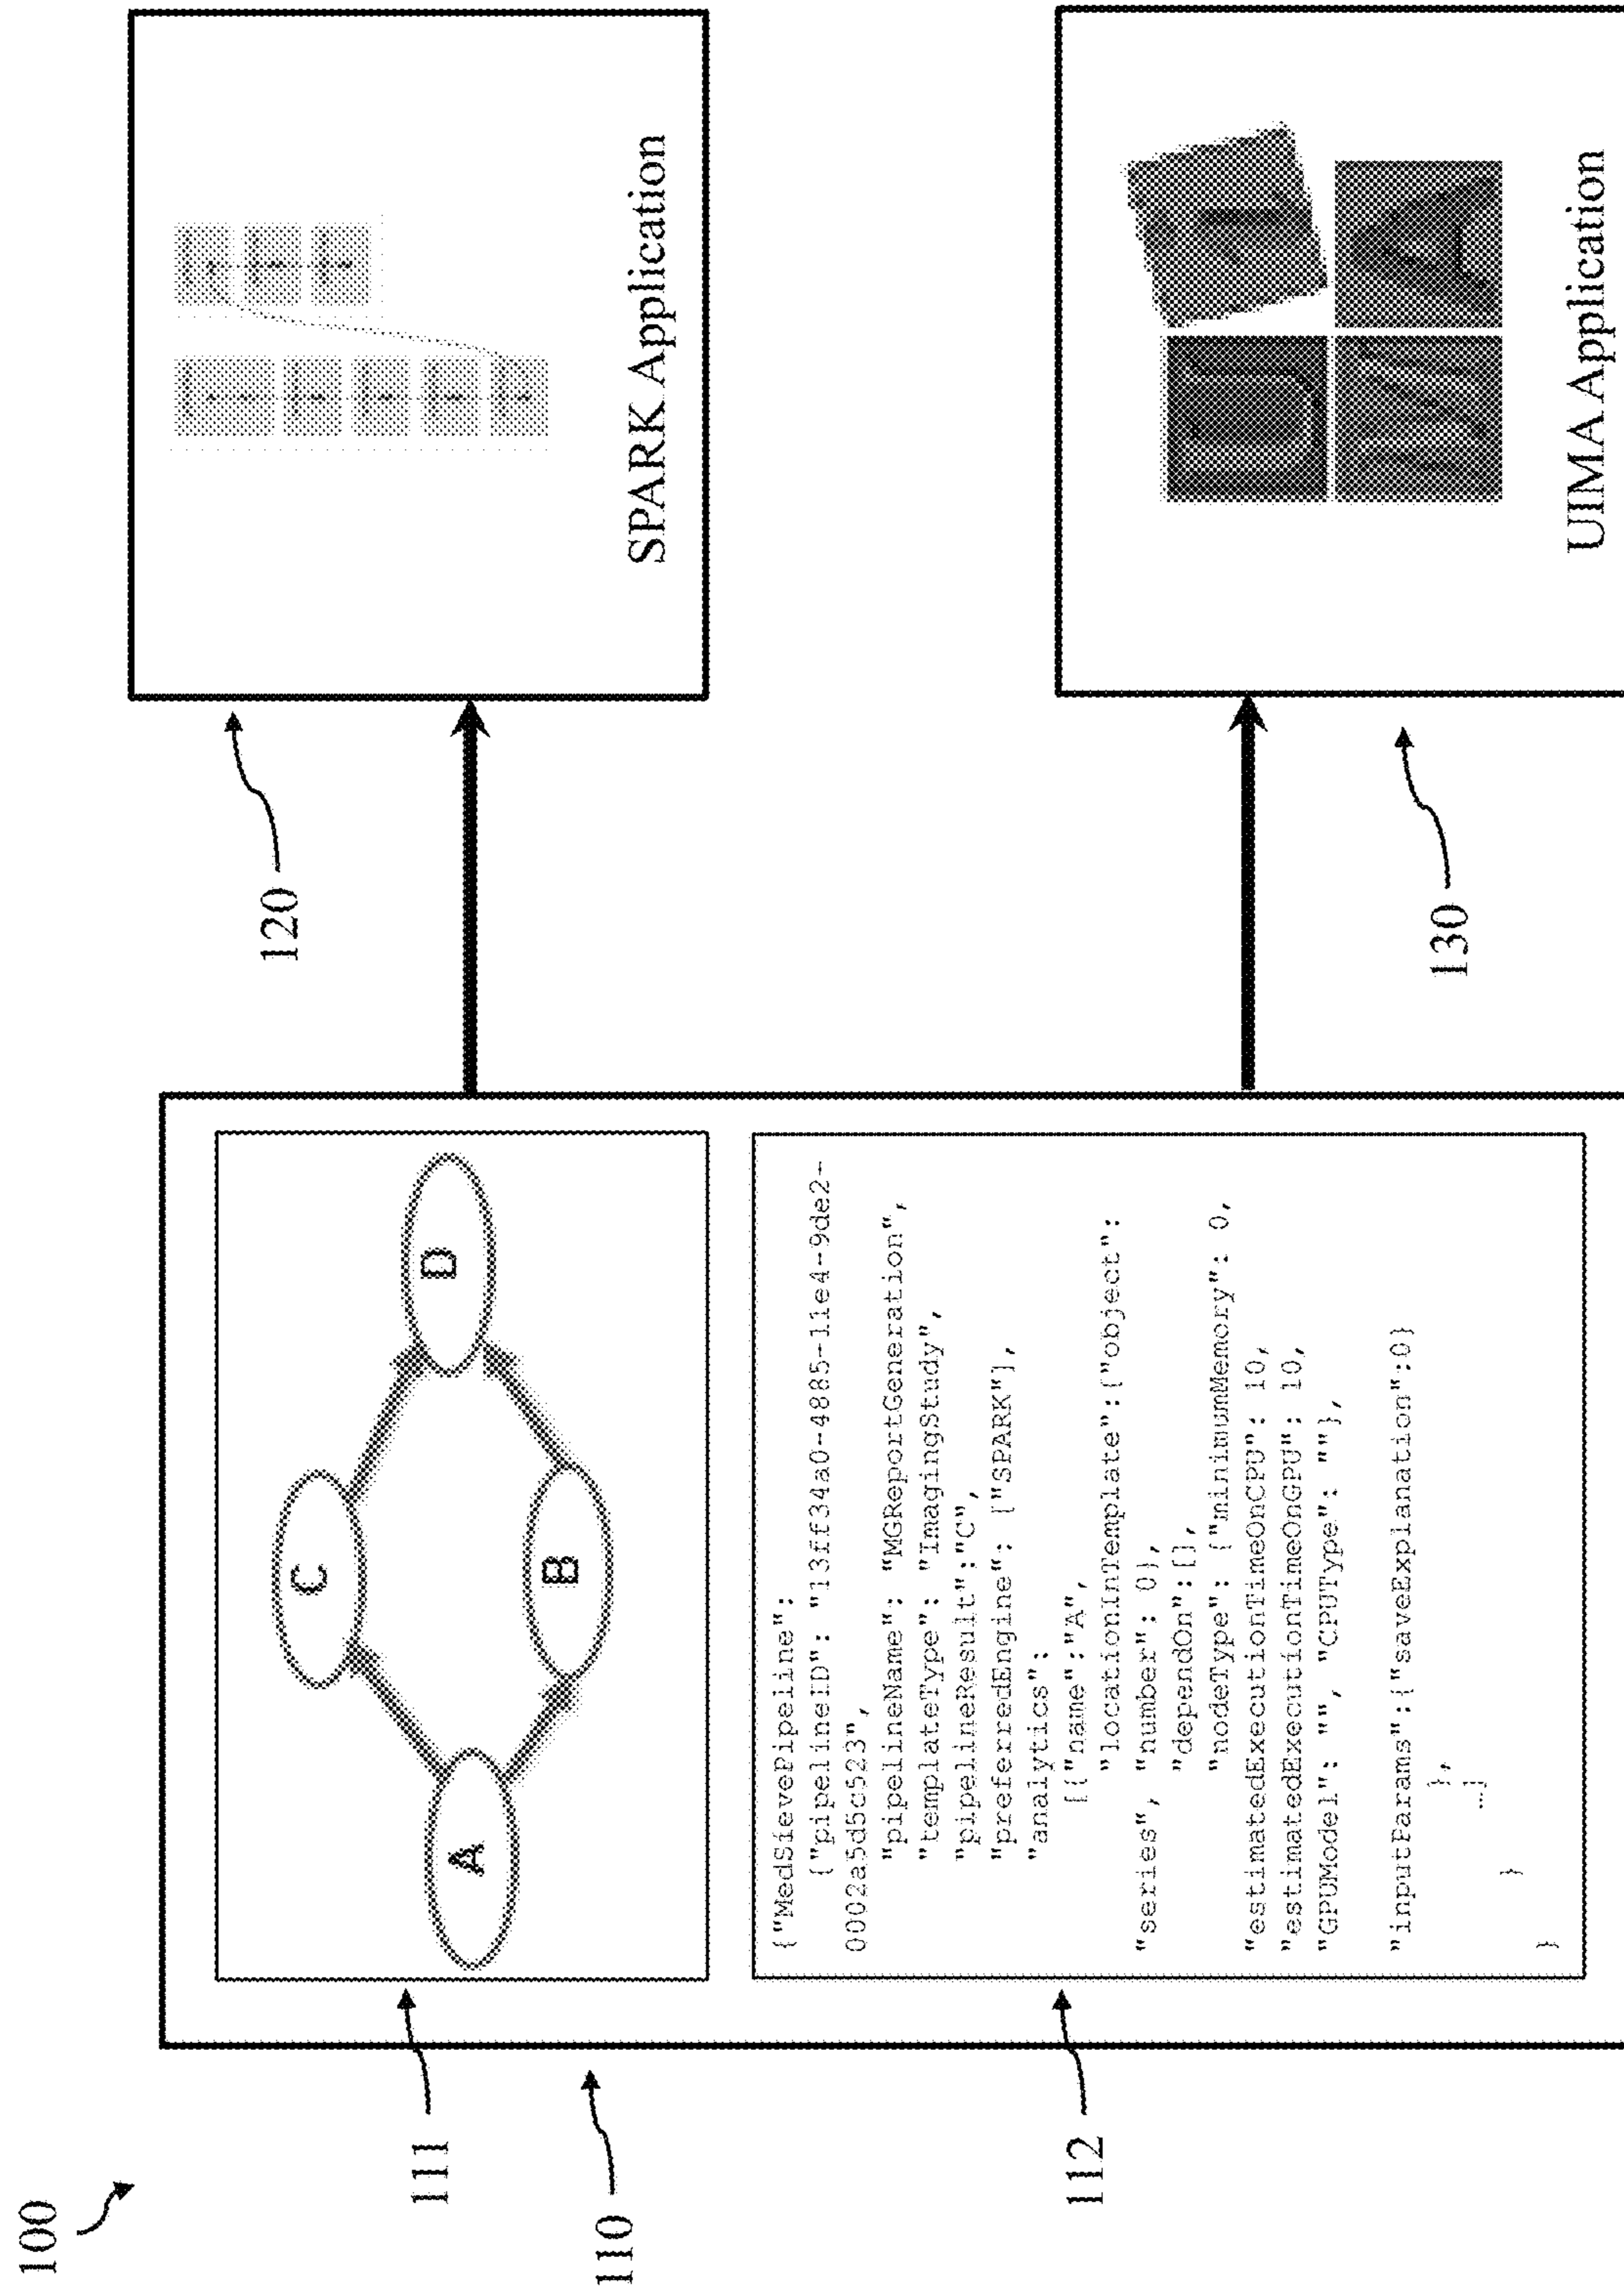 100
111
110
112
C
A
D
B
{"MedSievePipeline":
{"pipelineID": "13ff34a0-4885-11e4-9de2-
0002a5d5c523",
"pipelineName": "MGReportGeneration",
"templateType": "ImagingStudy",
"pipelineResult":"C",
"preferredEngine": ["SPARK"],
"analytics":
[{"name":"A",
"locationInTemplate":{"object":
"series", "number": 0},
"dependOn":[],
"nodeType": {"minimumMemory": 0,
"estimatedExecutionTimeOnCPU": 10,
"estimatedExecutionTimeOnGPU": 10,
"GPUModel": "", "CPUType": ""},
"inputParams":{"saveExplanation":0}
},
...]
}
}
120
SPARK Application
130
U I
M A
UIMA Application